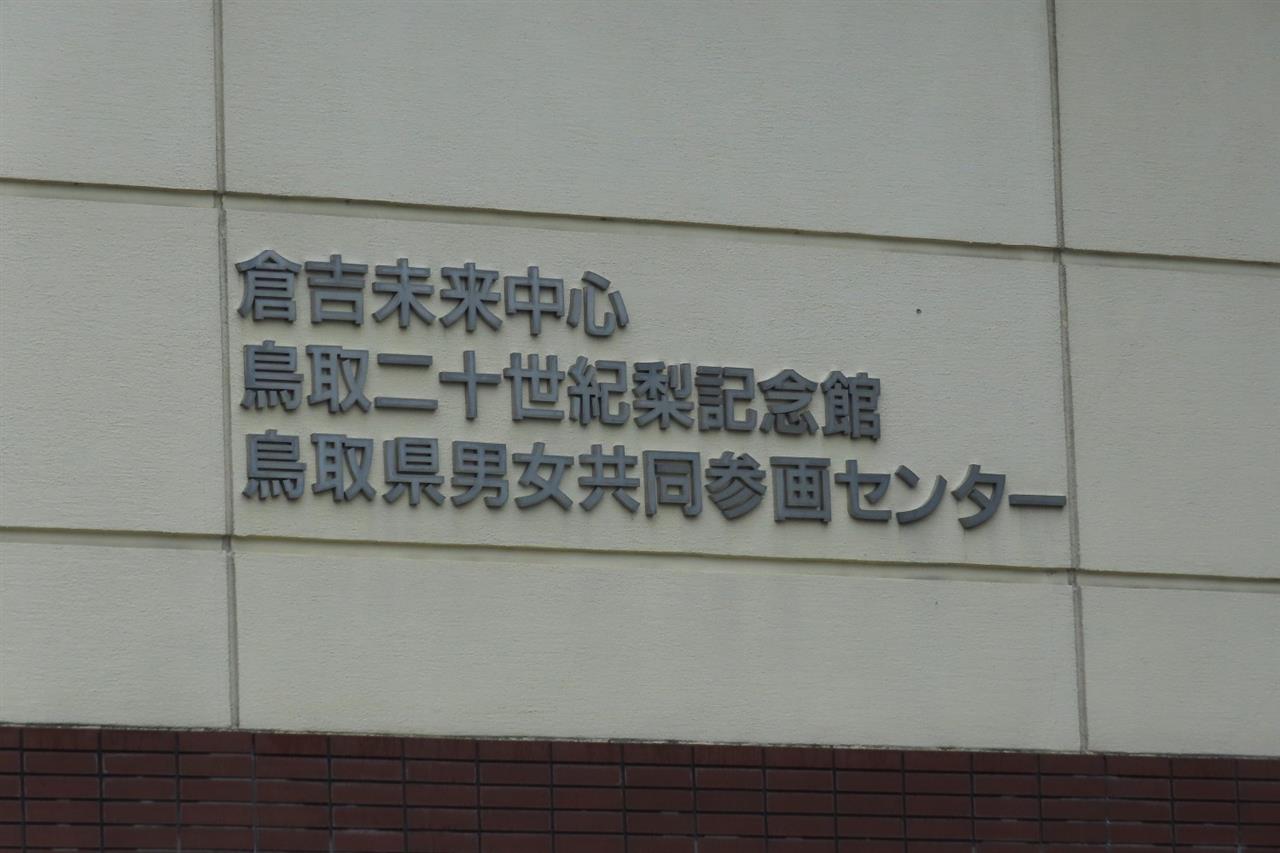 倉吉未来中心
鳥取二十世紀梨記念館
鳥取県男女共同参画センター